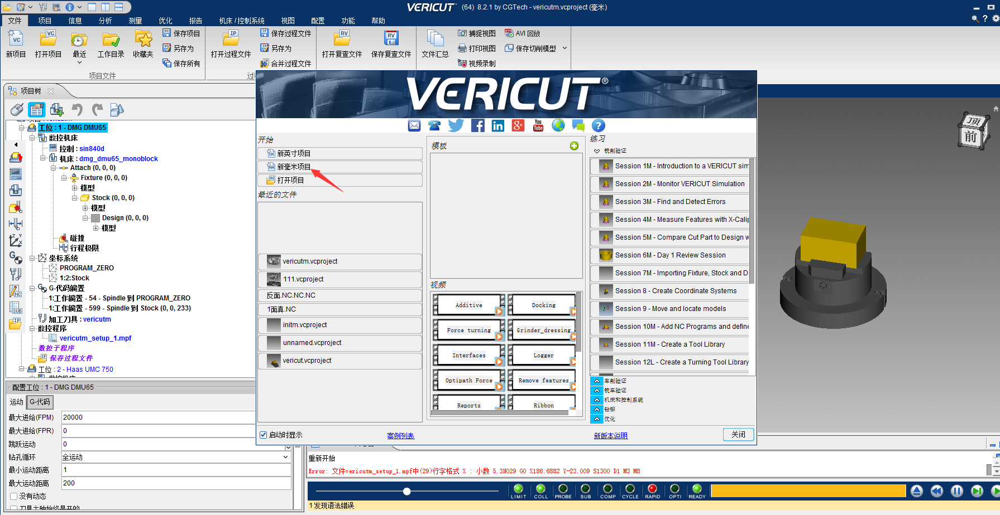 VERICUT (64) 8.2.1 by CGTech - vericutm.vcproject (毫米)
文件 项目 信息 分析 测量 优化 报告 机床 / 控制系统 视图 配置 功能 帮助
新项目 打开项目 最近 工作目录 收藏夹 保存项目 另存为 保存所有
打开过程文件 保存过程文件 另存为 合并过程文件
打开复查文件 保存复查文件 文件汇总
捕捉视图 打印视图 视频录制 AVI 回放 保存切削模型
项目文件
项目树
工位 : 1 - DMG DMU65
数控机床
控制 : sin840d
机床 : dmg_dmu65_monoblock
Attach (0, 0, 0)
Fixture (0, 0, 0)
模型
Stock (0, 0, 0)
模型
Design (0, 0, 0)
模型
碰撞
行程极限
坐标系统
PROGRAM_ZERO
1:2:Stock
G-代码偏置
1:工作偏置 - 54 - Spindle 到 PROGRAM_ZERO
1:工作偏置 - 599 - Spindle 到 Stock (0, 0, 233)
加工刀具 : vericutm
数控程序
vericutm_setup_1.mpf
数控子程序
保存过程文件
工位 : 2 - Haas UMC 750
配置工位 : 1 - DMG DMU65
运动 G-代码
最大进给(FPM) 20000
最大进给(FPR) 0
跳跃运动 0
钻孔循环 全运动
最小运动距离 1
最大运动距离 200
没有动态
刀具主轴始终是开的
VERICUT®
开始
新英寸项目
新毫米项目
打开项目
最近的文件
vericutm.vcproject
111.vcproject
反面.NC.NC.NC
1面真.NC
initm.vcproject
unnamed.vcproject
vericut.vcproject
模板
视频
Additive Docking
Force turning Grinder_dressing
Interfaces Logger
Optipath Force Remove features
Reports Ribbon
练习
铣削验证
Session 1M - Introduction to a VERICUT sim
Session 2M - Monitor VERICUT Simulation
Session 3M - Find and Detect Errors
Session 4M - Measure Features with X-Calip
Session 5M - Compare Cut Part to Design w
Session 6M - Day 1 Review Session
Session 7M - Importing Fixture, Stock and D
Session 8 - Create Coordinate Systems
Session 9 - Move and locate models
Session 10M - Add NC Programs and define
Session 11M - Create a Tool Library
Session 12L - Create a Turning Tool Library
车削验证
铣车验证
机床和控制系统
钻铆
优化
启动时显示 案例列表 新版本说明 关闭
顶
前
重新开始
Error: 文件vericutm_setup_1.mpf中(29)行字格式 X : 小数 5.3N029 G0 X186.6882 Y-23.009 S1300 D1 M3 M8
LIMIT COLL PROBE SUB COMP CYCLE RAPID OPTI READY
1 发现语法错误